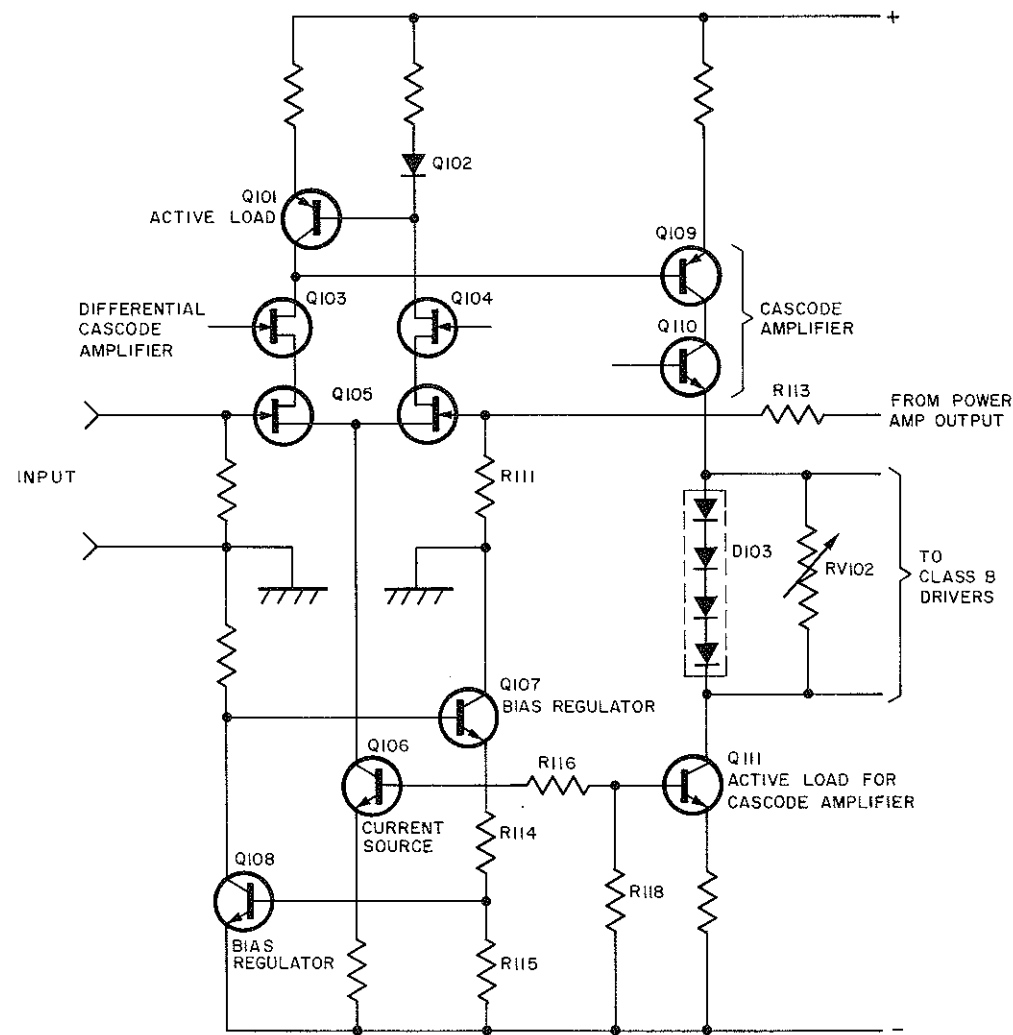 +
Q102
Q101
ACTIVE LOAD
Q109
Q103
Q104
DIFFERENTIAL
CASCODE
AMPLIFIER
CASCODE
AMPLIFIER
Q110
Q105
R113
FROM POWER
AMP OUTPUT
INPUT
R111
D103
RV102
TO
CLASS B
DRIVERS
Q107
BIAS REGULATOR
Q106
CURRENT
SOURCE
R116
Q111
ACTIVE LOAD FOR
CASCODE AMPLIFIER
R114
Q108
BIAS
REGULATOR
R118
R115
-